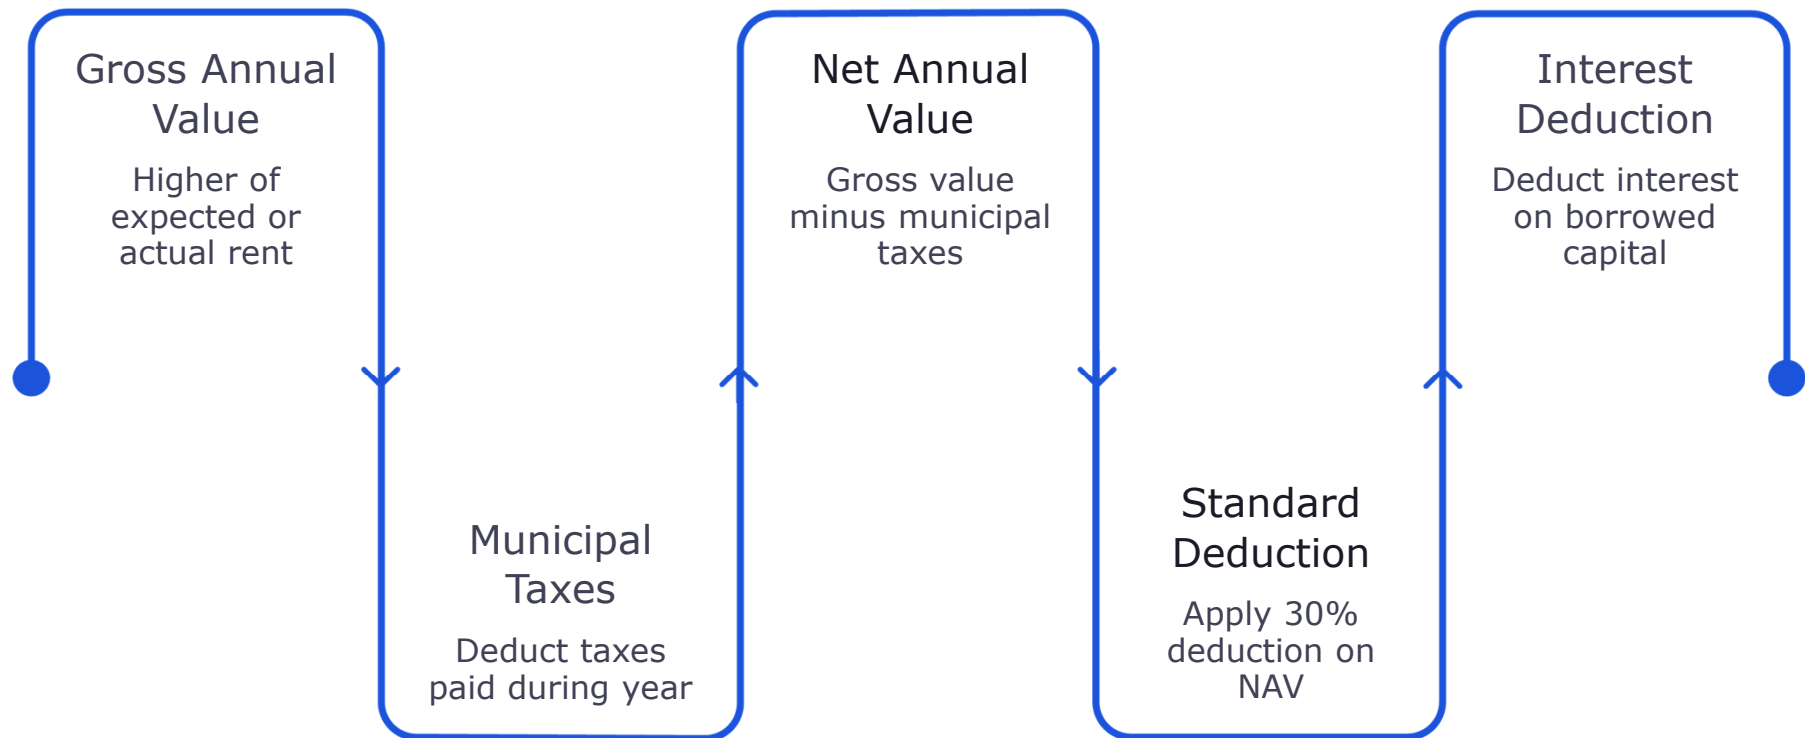 Gross Annual
Value
Higher of
expected or
actual rent
Municipal
Taxes
Deduct taxes
paid during year
Net Annual
Value
Gross value
minus municipal
taxes
Standard
Deduction
Apply 30%
deduction on
NAV
Interest
Deduction
Deduct interest
on borrowed
capital